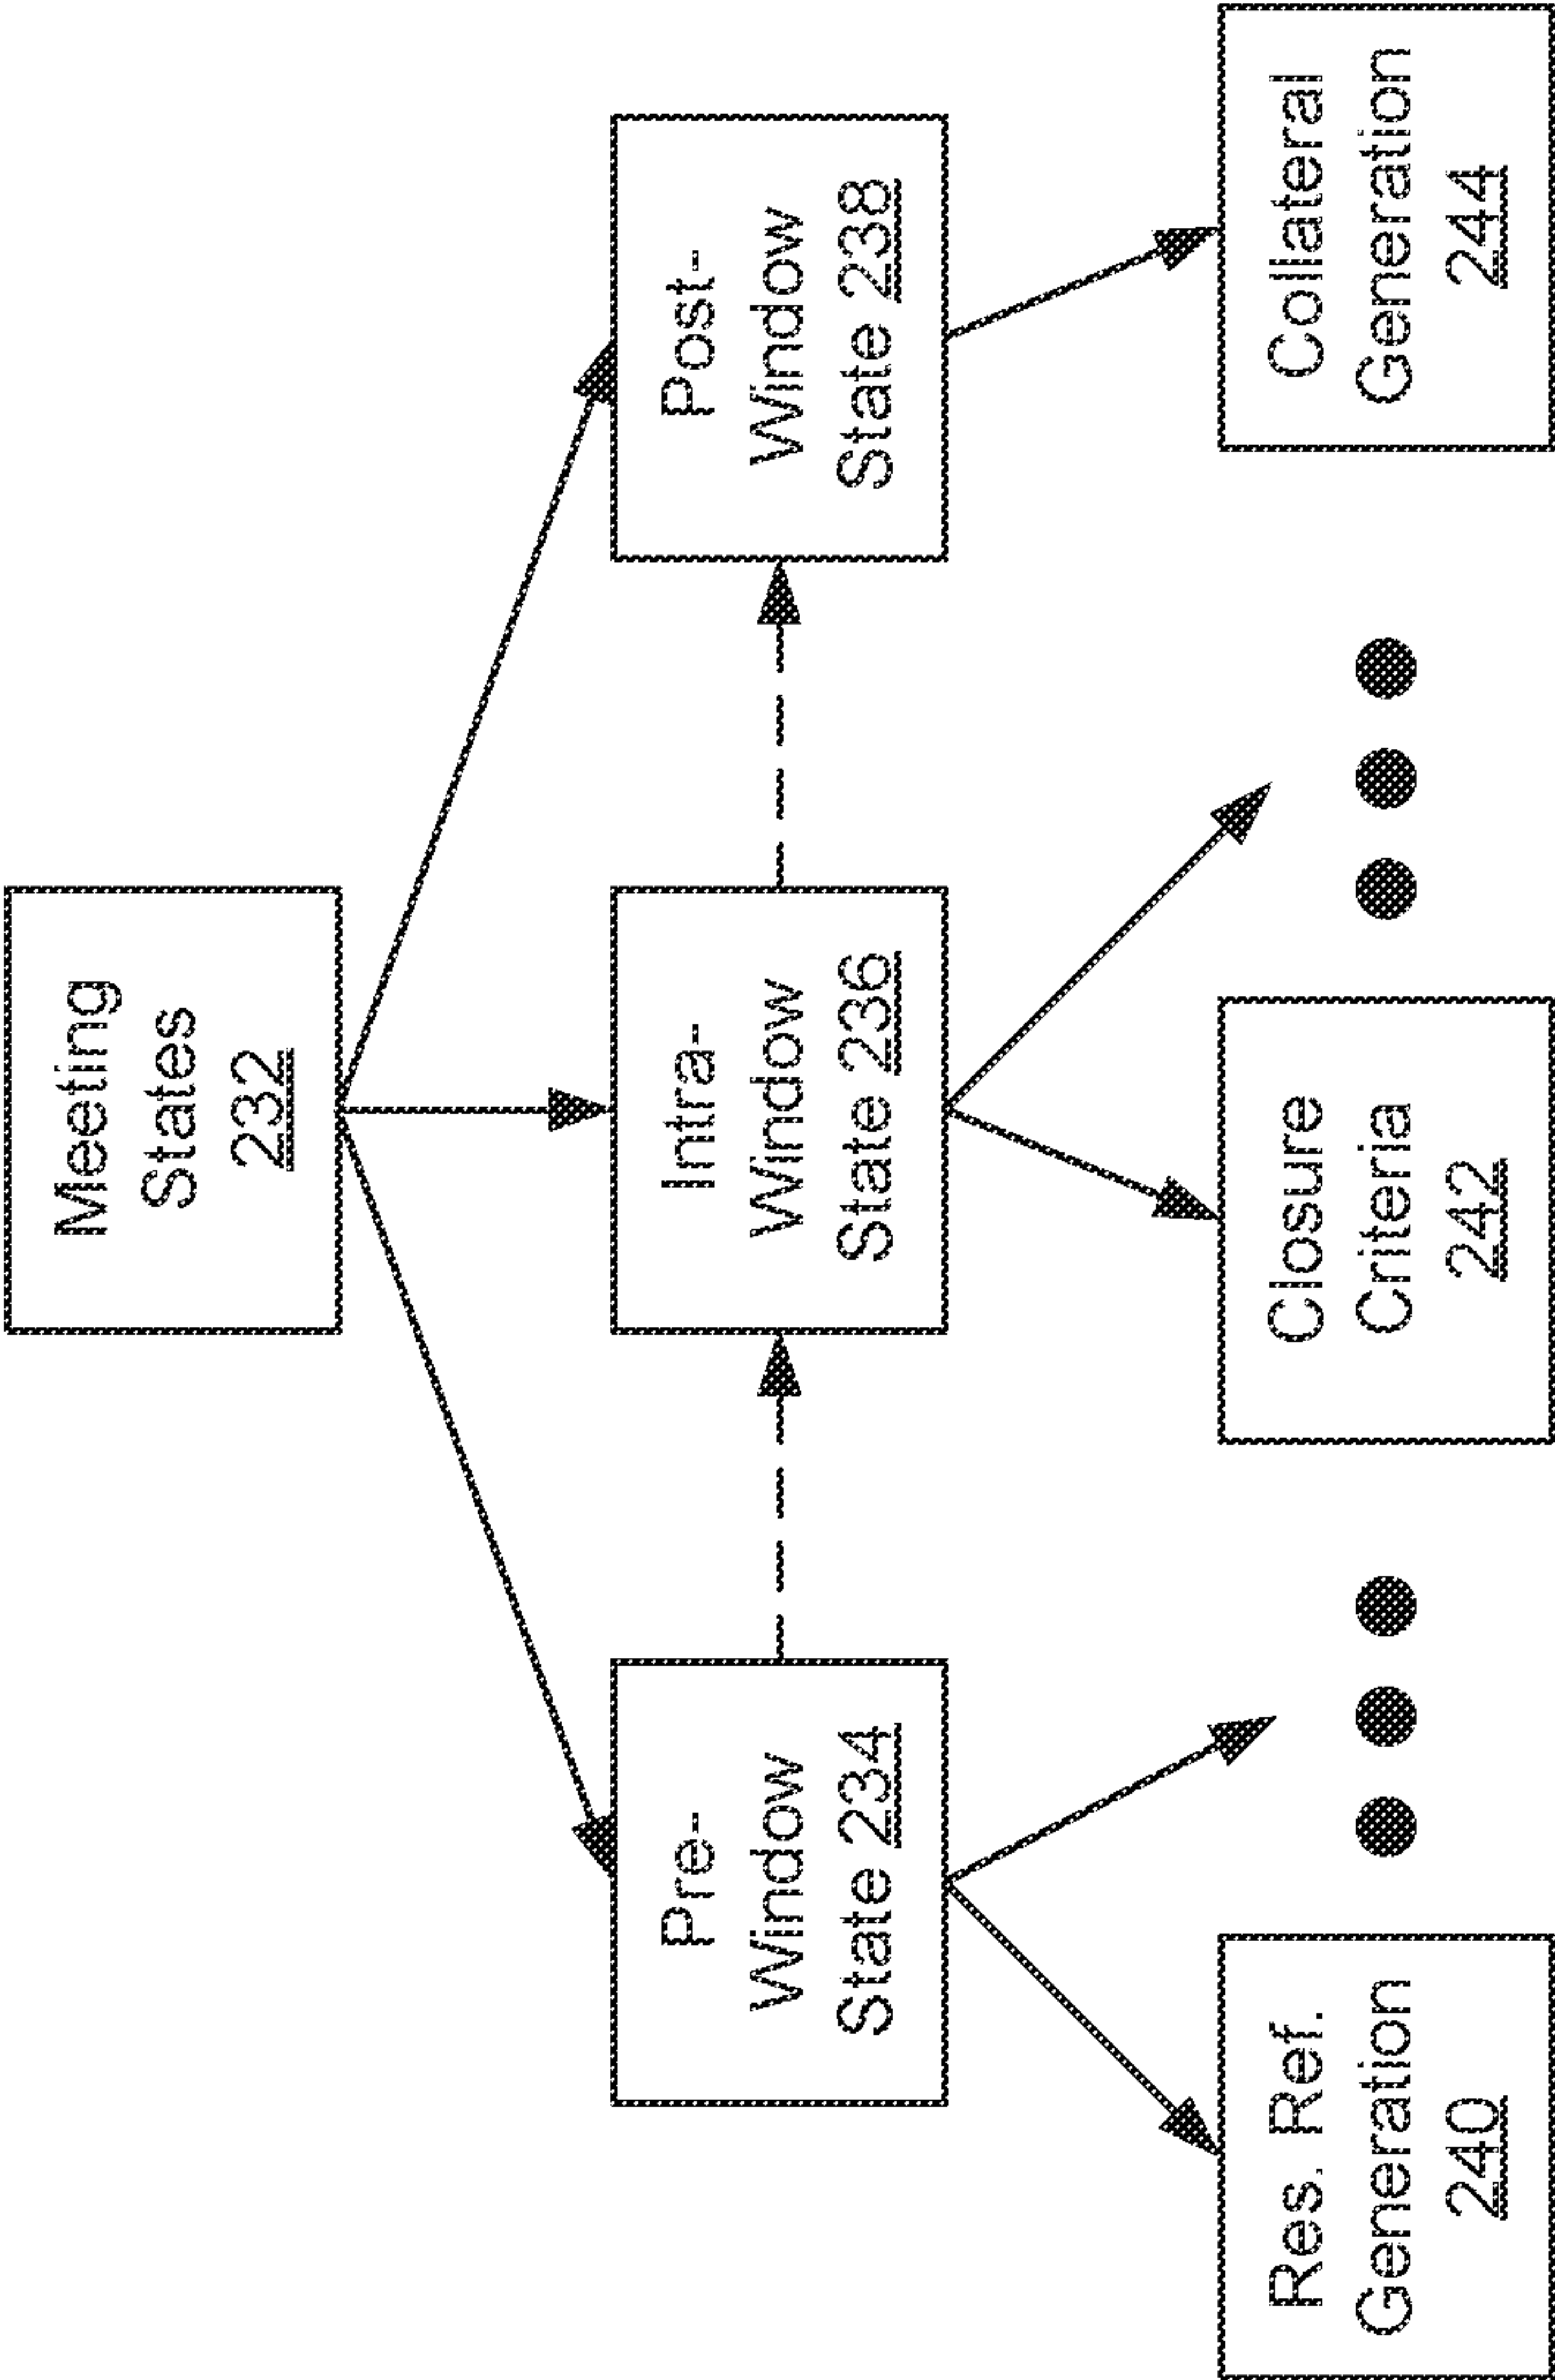 Meeting
States
232
Pre-
Window
State 234
Intra-
Window
State 236
Post-
Window
State 238
Res. Ref.
Generation
240
Closure
Criteria
242
Collateral
Generation
244